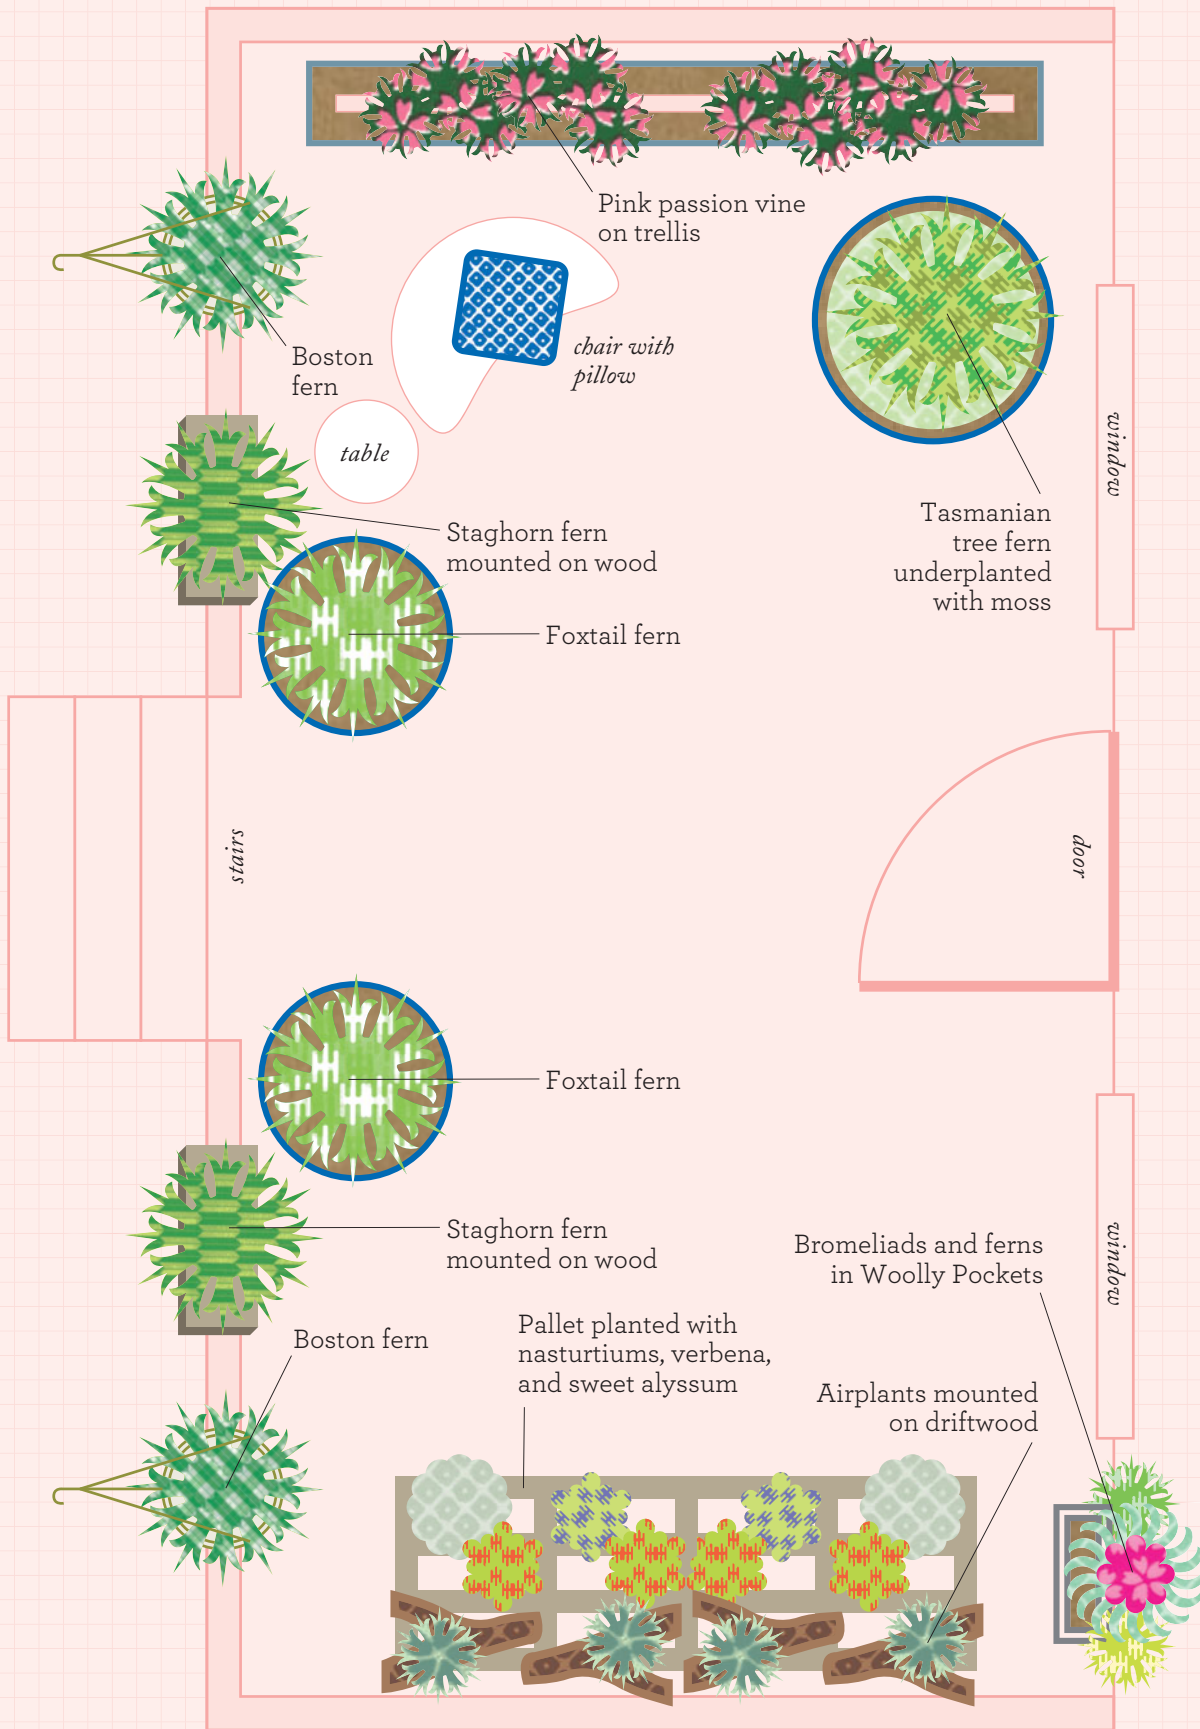 Pink passion vine
on trellis
Boston
fern
chair with
pillow
table
window
Staghorn fern
mounted on wood
Tasmanian
tree fern
underplanted
with moss
Foxtail fern
stairs
door
Foxtail fern
Staghorn fern
mounted on wood
Bromeliads and ferns
in Woolly Pockets
window
Boston fern
Pallet planted with
nasturtiums, verbena,
and sweet alyssum
Airplants mounted
on driftwood